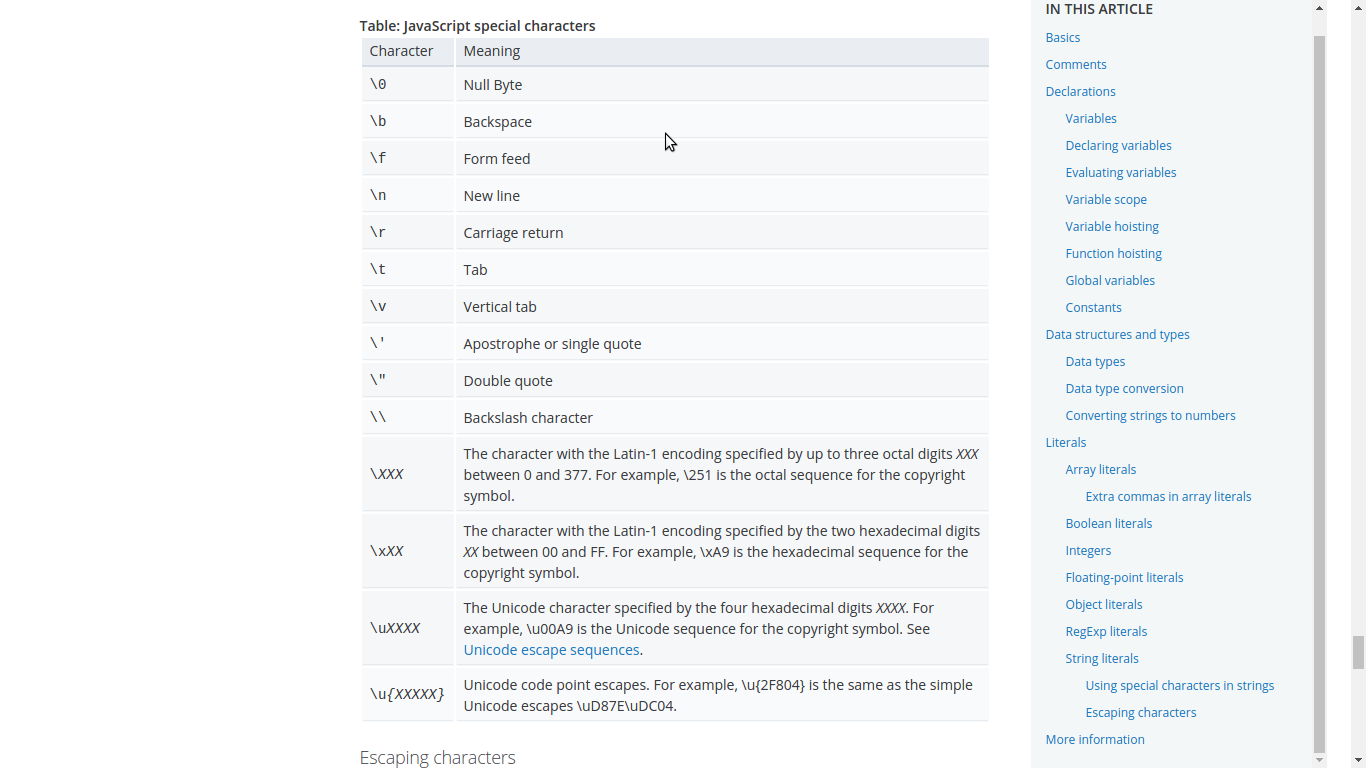 Table: JavaScript special characters
Character Meaning
\0 Null Byte
\b Backspace
\f Form feed
\n New line
\r Carriage return
\t Tab
\v Vertical tab
\' Apostrophe or single quote
\" Double quote
\\ Backslash character
\XXX The character with the Latin-1 encoding specified by up to three octal digits XXX
between 0 and 377. For example, \251 is the octal sequence for the copyright
symbol.
\xXX The character with the Latin-1 encoding specified by the two hexadecimal digits
XX between 00 and FF. For example, \xA9 is the hexadecimal sequence for the
copyright symbol.
\uXXXX The Unicode character specified by the four hexadecimal digits XXXX. For
example, \u00A9 is the Unicode sequence for the copyright symbol. See
Unicode escape sequences.
\u{XXXXX} Unicode code point escapes. For example, \u{2F804} is the same as the simple
Unicode escapes \uD87E\uDC04.
Escaping characters
IN THIS ARTICLE
Basics
Comments
Declarations
Variables
Declaring variables
Evaluating variables
Variable scope
Variable hoisting
Function hoisting
Global variables
Constants
Data structures and types
Data types
Data type conversion
Converting strings to numbers
Literals
Array literals
Extra commas in array literals
Boolean literals
Integers
Floating-point literals
Object literals
RegExp literals
String literals
Using special characters in strings
Escaping characters
More information